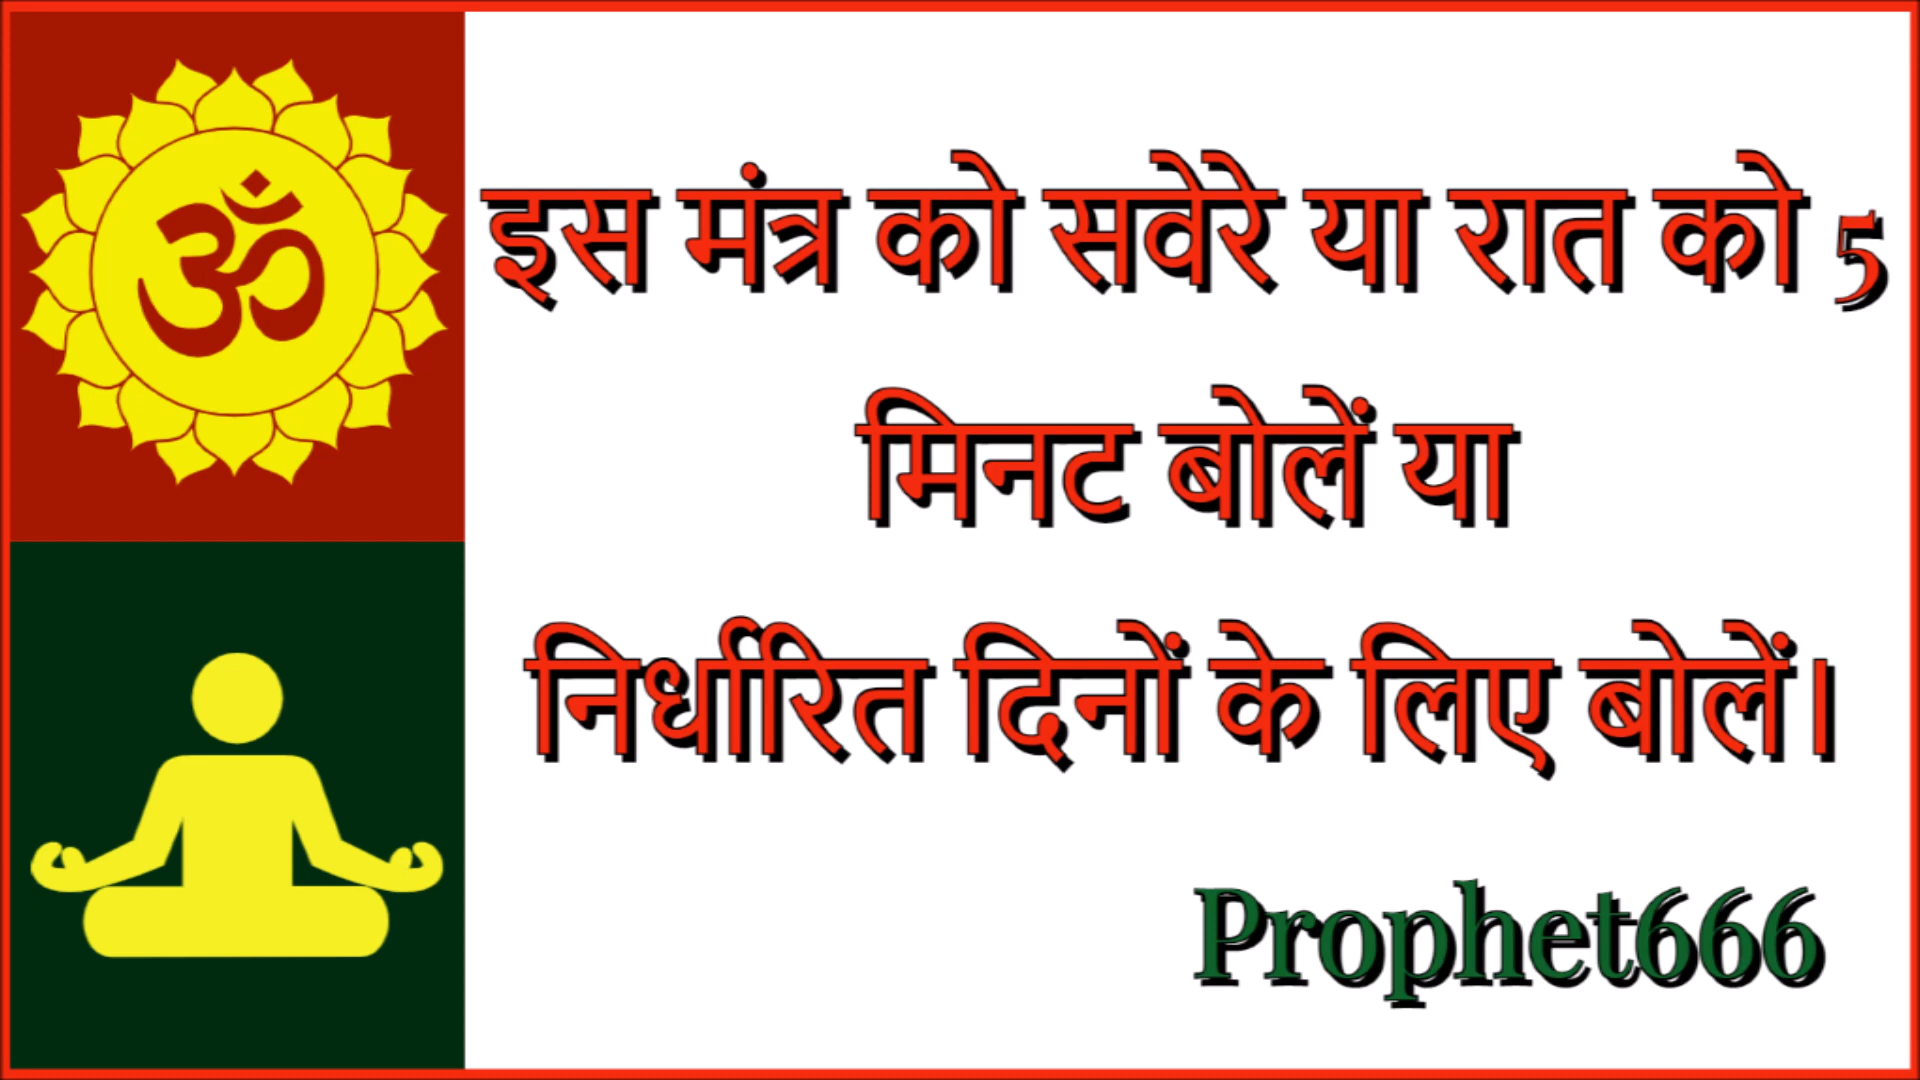 ॐ
इस मंत्र को सवेरे या रात को 5
मिनट बोलें या
निर्धारित दिनों के लिए बोलें।
Prophet666